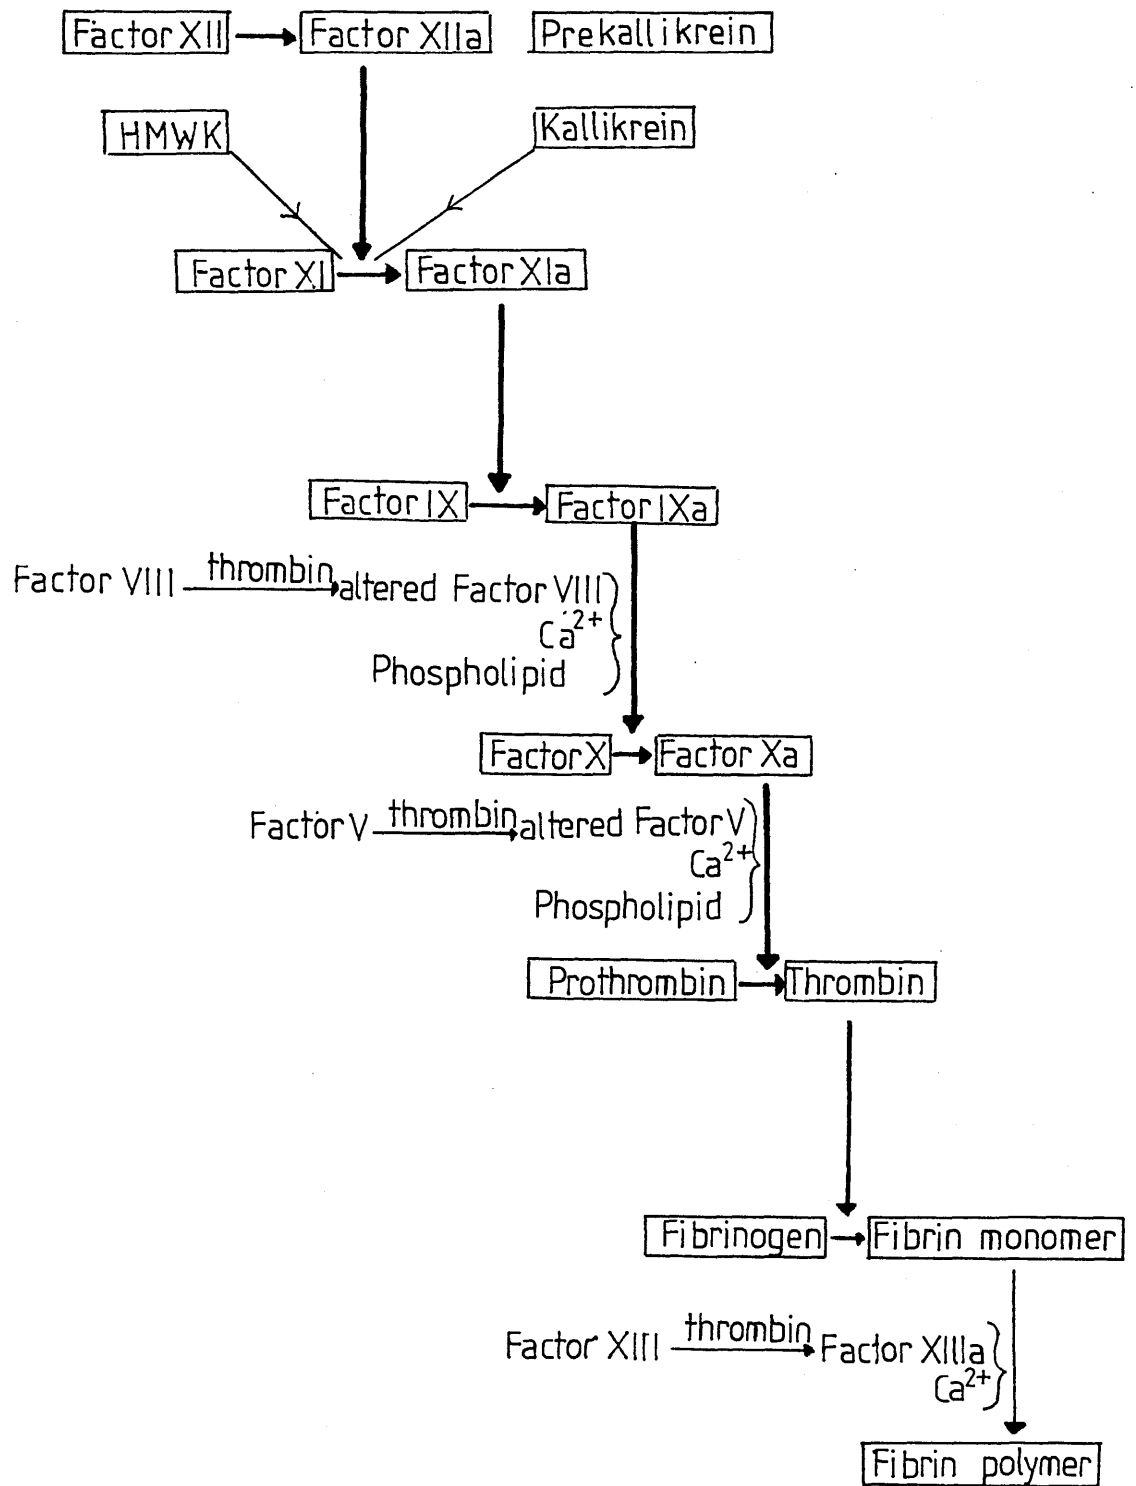 Factor XII Factor XIIa Prekallikrein
HMWK Kallikrein
Factor XI Factor XIa
Factor IX Factor IXa
Factor VIII thrombin altered Factor VIII
Ca2+
Phospholipid
Factor X Factor Xa
Factor V thrombin altered Factor V
Ca2+
Phospholipid
Prothrombin Thrombin
Fibrinogen Fibrin monomer
Factor XIII thrombin Factor XIIIa
Ca2+
Fibrin polymer